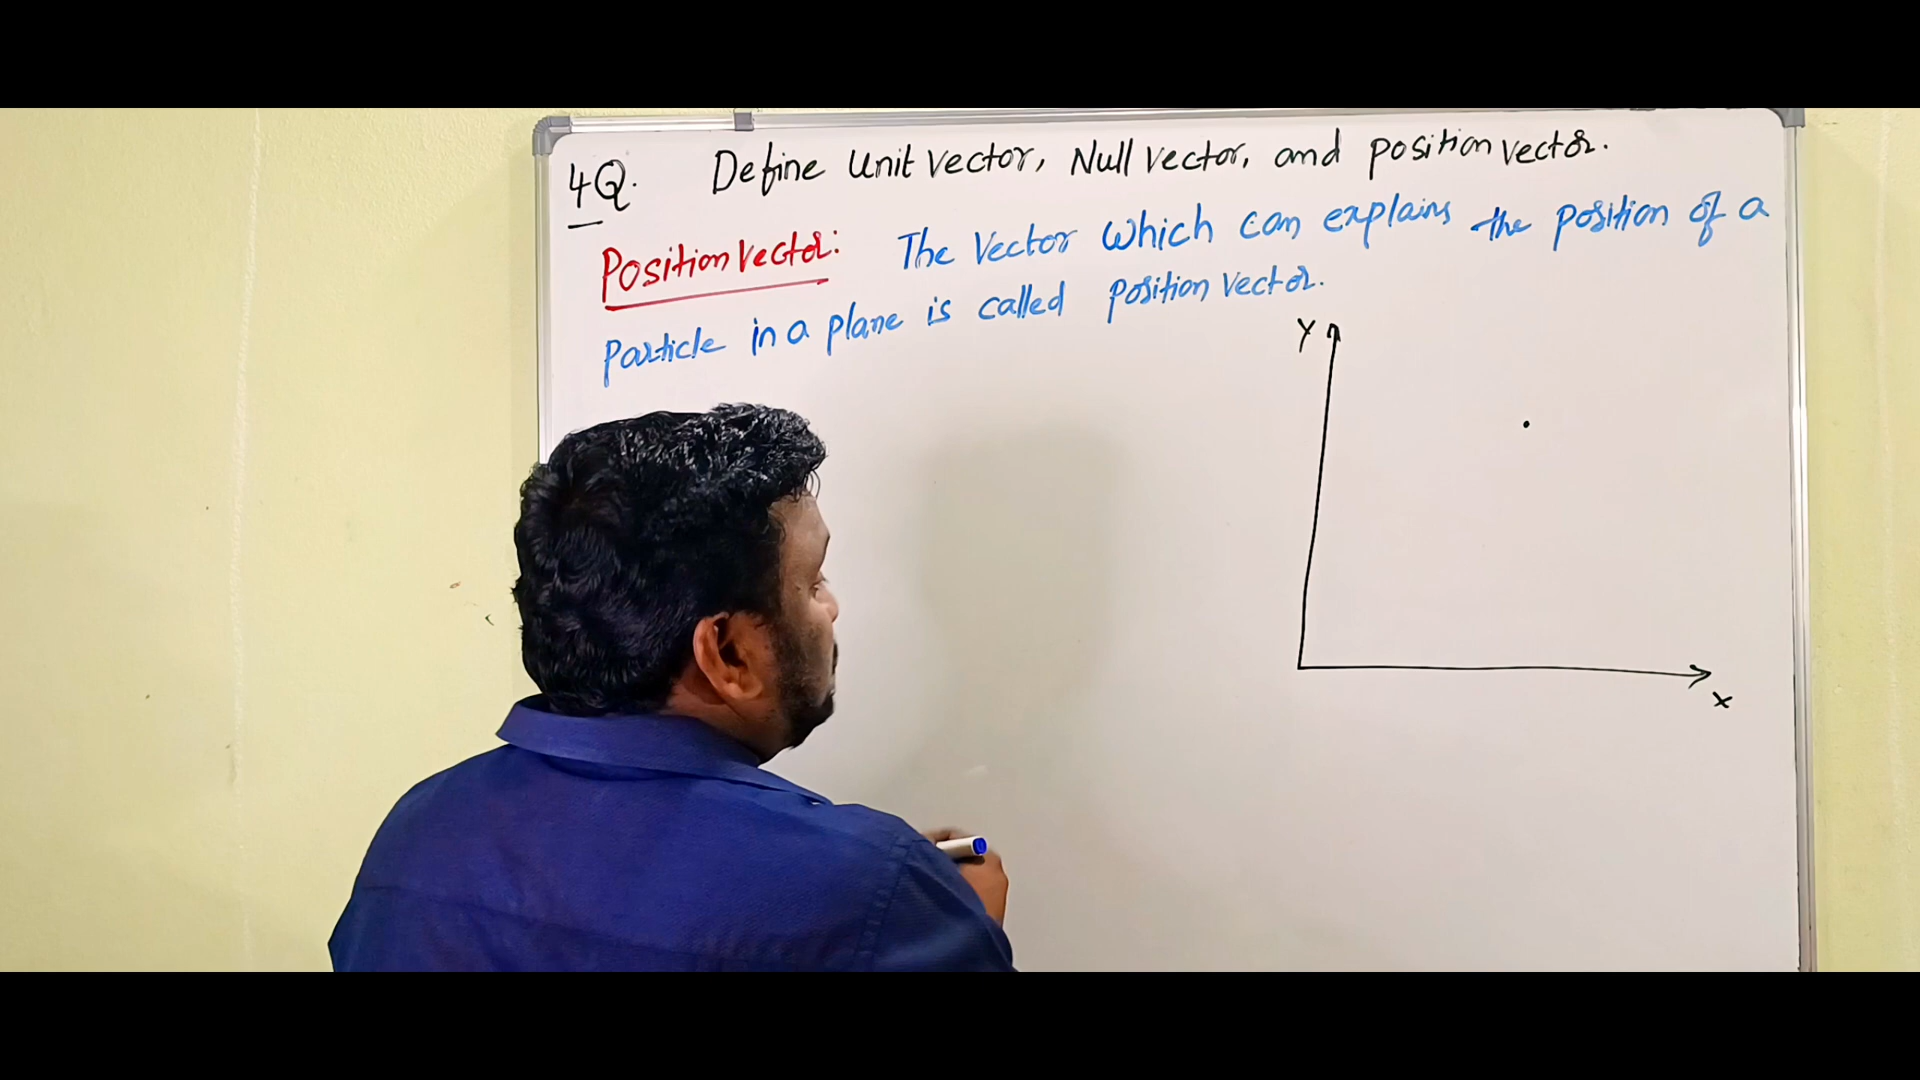 4Q. Define Unit Vector, Null Vector, and position vector.
Position Vector: The Vector which can explains the position of a
particle in a plane is called position Vector.
Y
x